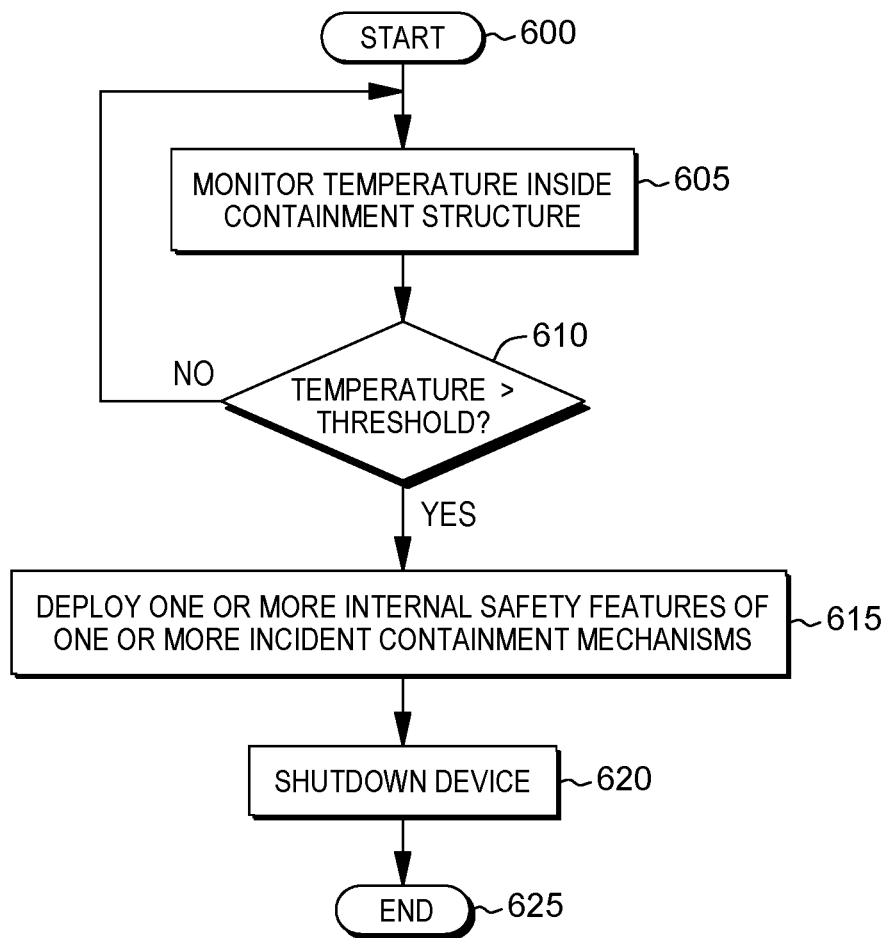 START
600
MONITOR TEMPERATURE INSIDE
CONTAINMENT STRUCTURE
605
610
NO
TEMPERATURE >
THRESHOLD?
YES
DEPLOY ONE OR MORE INTERNAL SAFETY FEATURES OF
ONE OR MORE INCIDENT CONTAINMENT MECHANISMS
615
SHUTDOWN DEVICE
620
END
625